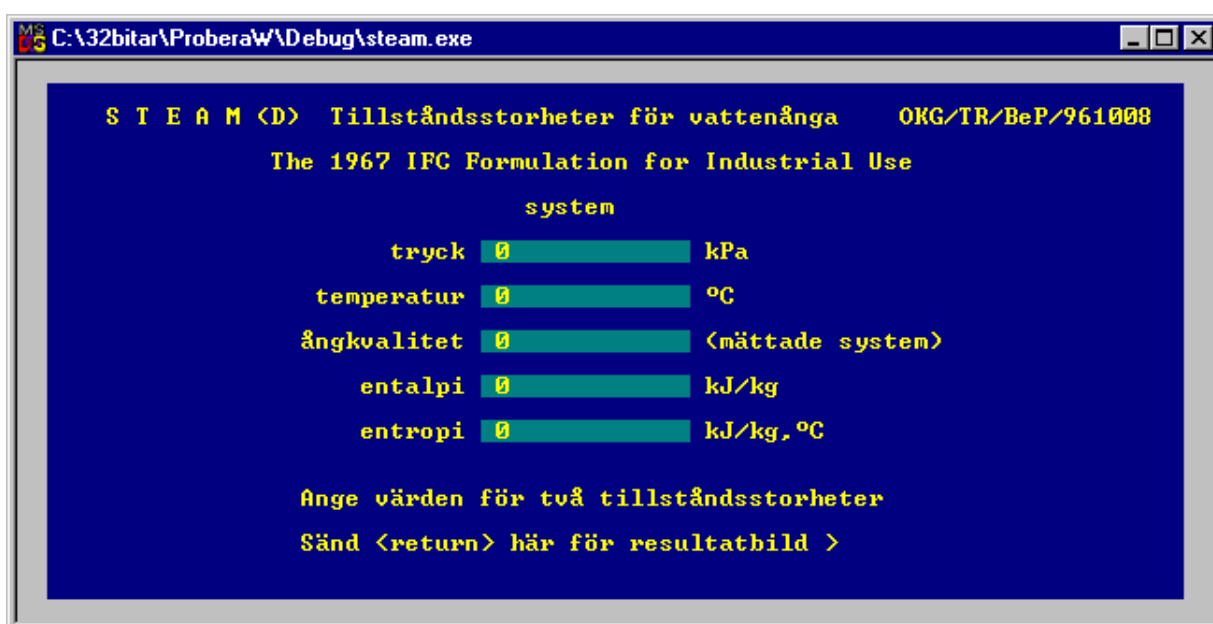 C:\32bitar\ProberaW\Debug\steam.exe
S T E A M (D) Tillståndsstorheter för vattenånga OKG/TR/BeP/961008
The 1967 IFC Formulation for Industrial Use
system
tryck 0 kPa
temperatur 0 ºC
ångkvalitet 0 (mättade system)
entalpi 0 kJ/kg
entropi 0 kJ/kg,ºC
Ange värden för två tillståndsstorheter
Sänd <return> här för resultatbild >